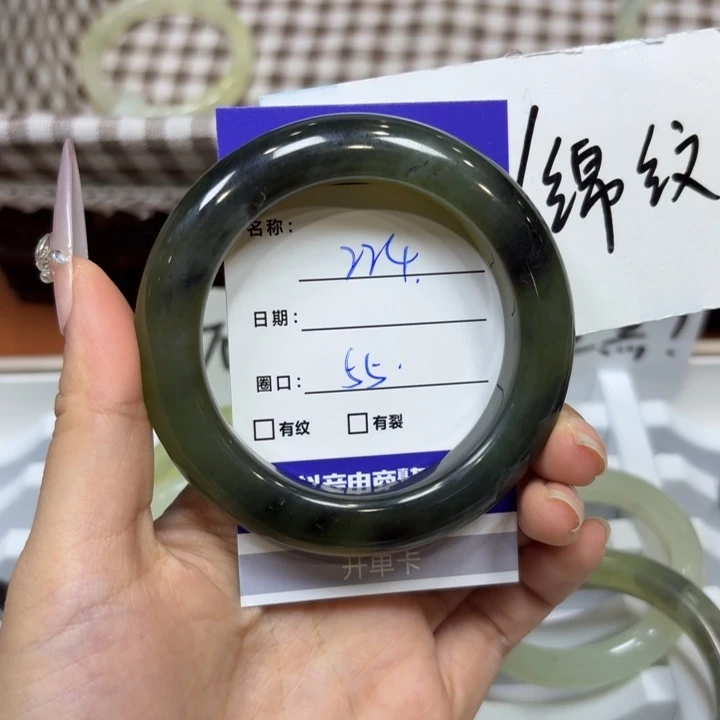 绵纹
名称:
224.
日期:
圈口: 55.
□有纹 □有裂
开单卡